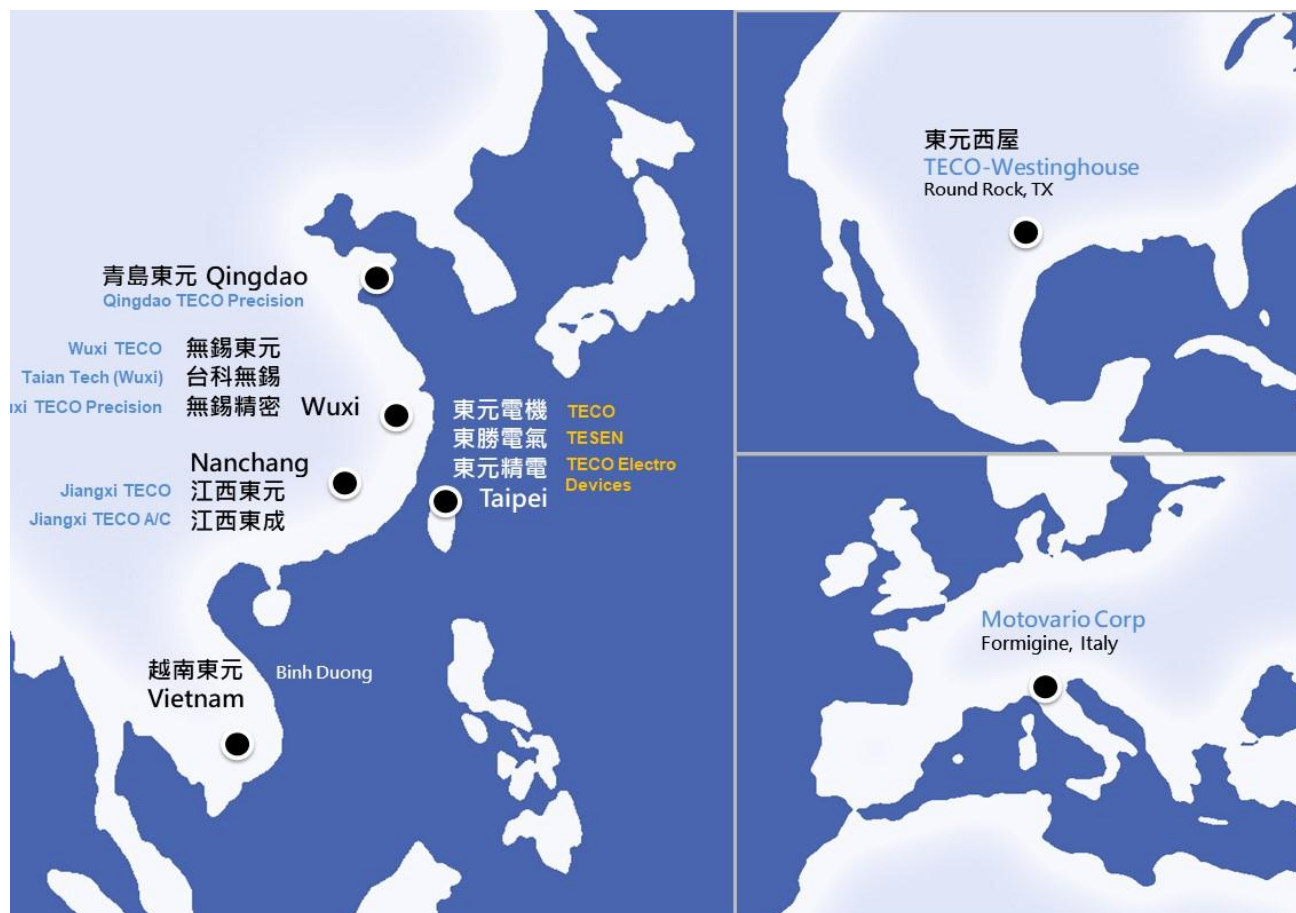 青島東元 Qingdao
Qingdao TECO Precision
Wuxi TECO 無錫東元
Taian Tech (Wuxi) 台科無錫
xi TECO Precision 無錫精密 Wuxi
Nanchang
Jiangxi TECO 江西東元
Jiangxi TECO A/C 江西東成
東元電機 TECO
東勝電氣 TESEN
東元精電 TECO Electro
Devices
Taipei
越南東元 Binh Duong
Vietnam
東元西屋
TECO-Westinghouse
Round Rock, TX
Motovario Corp
Formigine, Italy